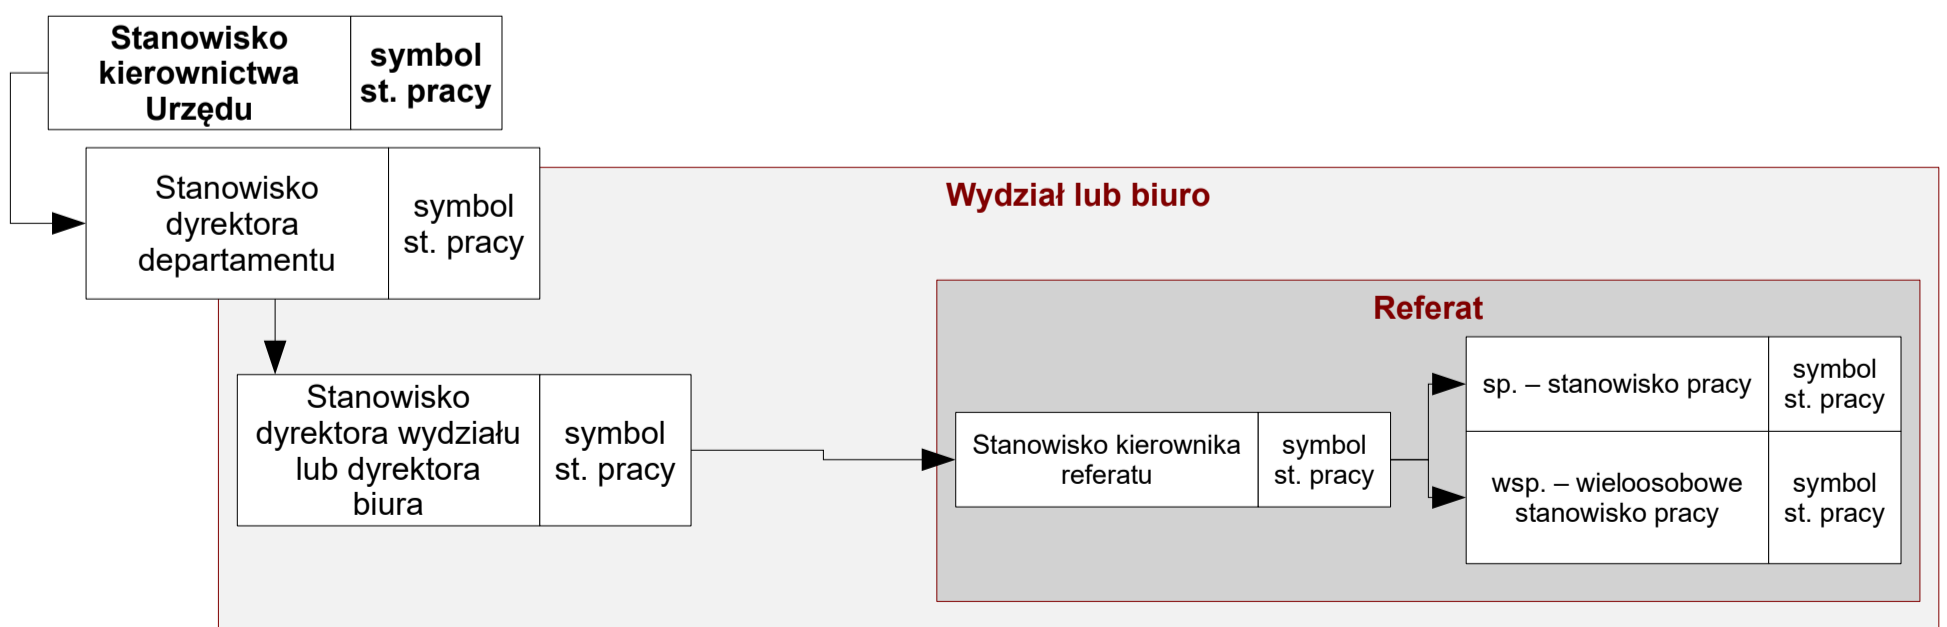 Stanowisko
kierownictwa
Urzędu
symbol
st. pracy
Stanowisko
dyrektora
departamentu
symbol
st. pracy
Wydział lub biuro
Stanowisko
dyrektora wydziału
lub dyrektora
biura
symbol
st. pracy
Referat
Stanowisko kierownika
referatu
symbol
st. pracy
sp. – stanowisko pracy
symbol
st. pracy
wsp. – wieloosobowe
stanowisko pracy
symbol
st. pracy